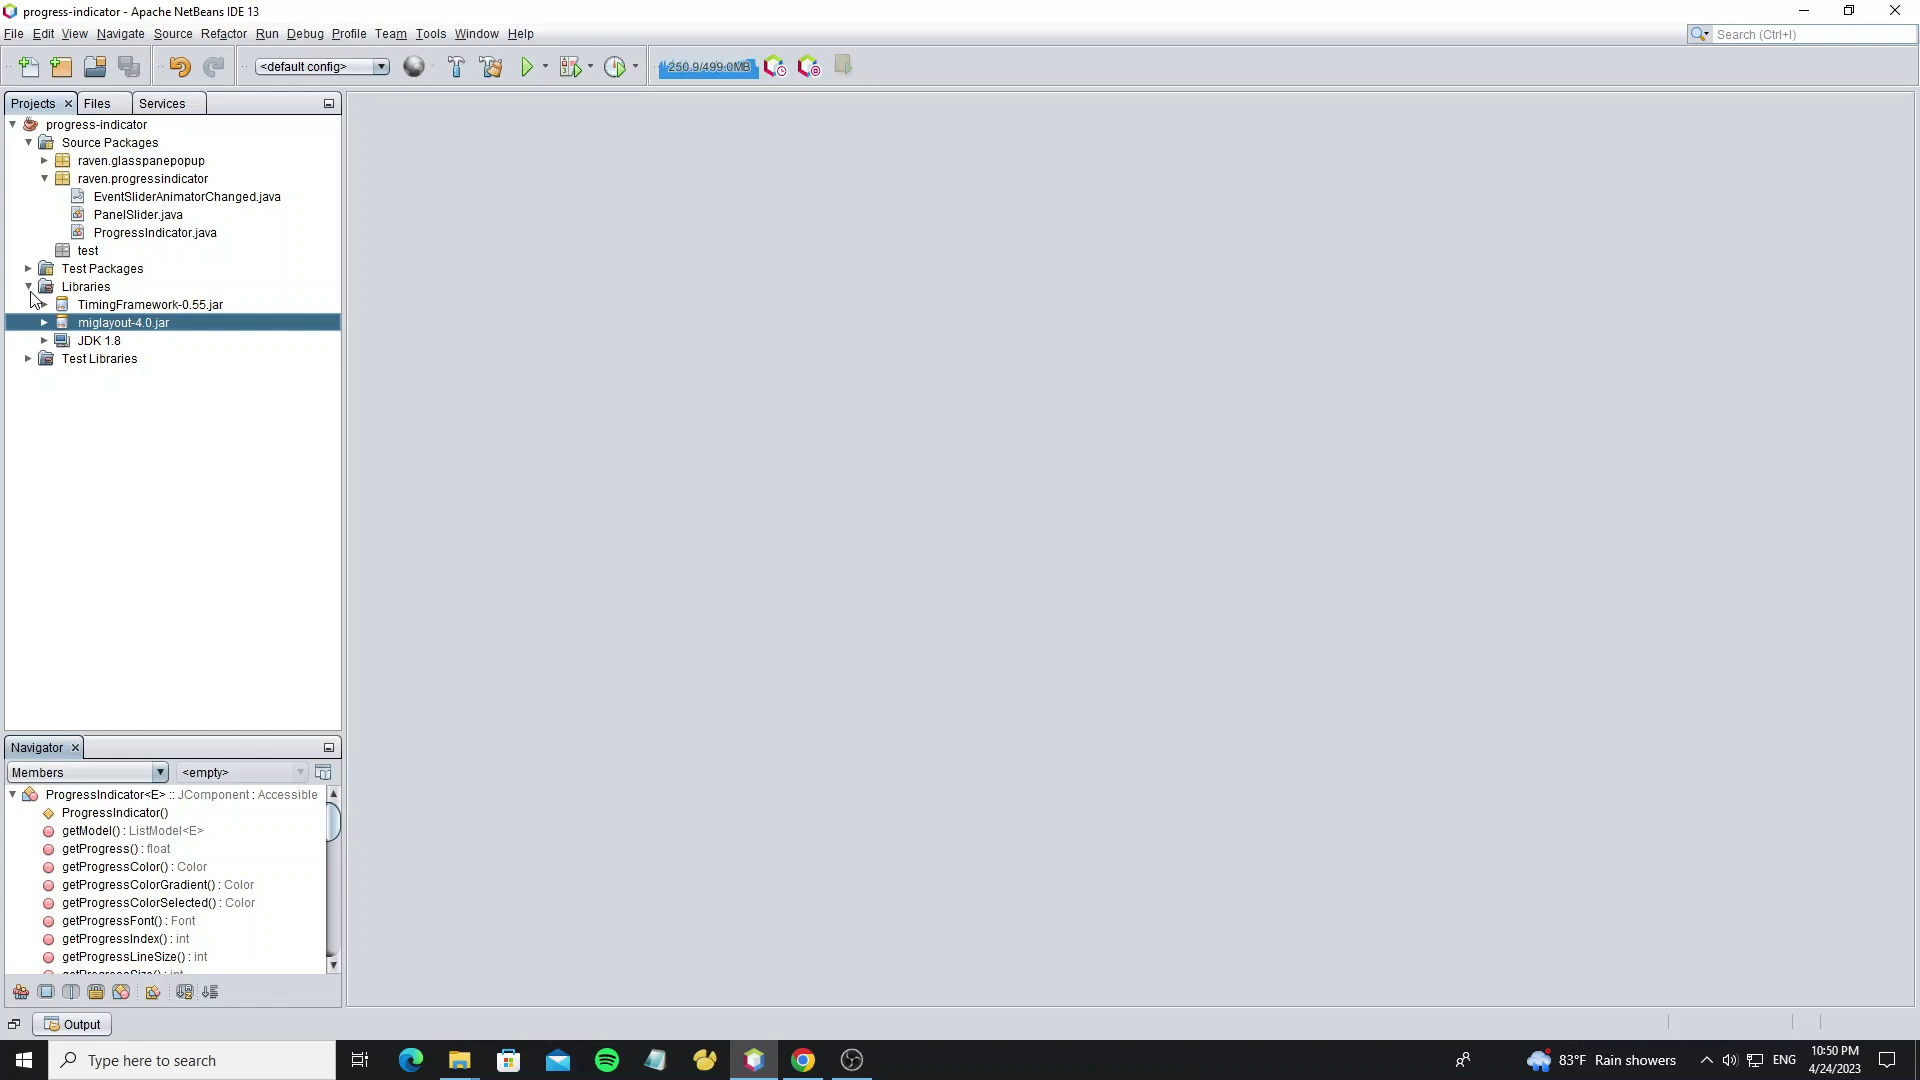 progress-indicator - Apache NetBeans IDE 13
File Edit View Navigate Source Refactor Run Debug Profile Team Tools Window Help
Search (Ctrl+I)
<default config>
250.9/499.0MB
Projects Files Services
progress-indicator
Source Packages
raven.glasspanepopup
raven.progressindicator
EventSliderAnimatorChanged.java
PanelSlider.java
ProgressIndicator.java
test
Test Packages
Libraries
TimingFramework-0.55.jar
miglayout-4.0.jar
JDK 1.8
Test Libraries
Navigator
Members <empty>
ProgressIndicator<E> :: JComponent : Accessible
ProgressIndicator()
getModel() : ListModel<E>
getProgress() : float
getProgressColor() : Color
getProgressColorGradient() : Color
getProgressColorSelected() : Color
getProgressFont() : Font
getProgressIndex() : int
getProgressLineSize() : int
getProgressSize() : int
Output
Type here to search
83°F Rain showers
ENG
10:50 PM
4/24/2023